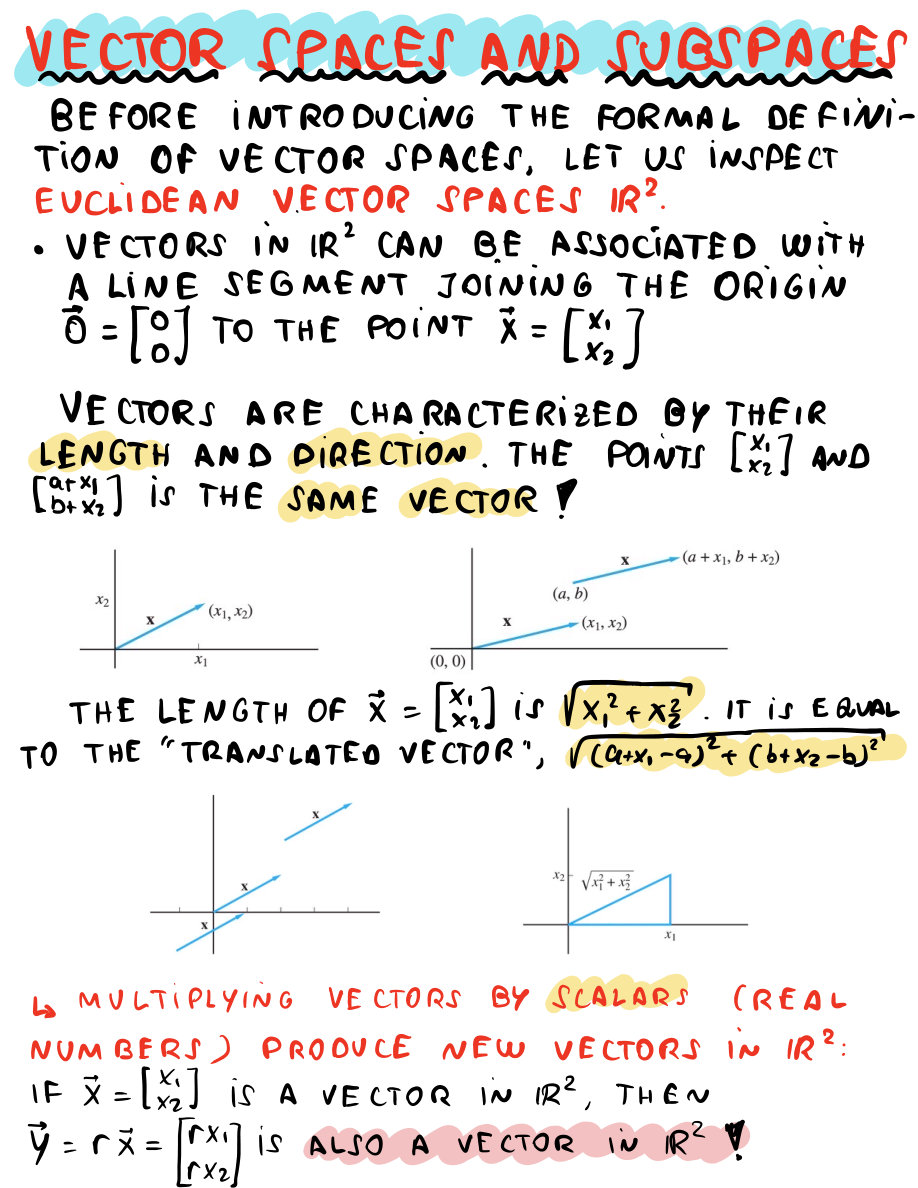 VECTOR SPACES AND SUBSPACES
BEFORE INTRODUCING THE FORMAL DEFINI-
TION OF VECTOR SPACES, LET US INSPECT
EUCLIDEAN VECTOR SPACES ℝ².
• VECTORS IN ℝ² CAN BE ASSOCIATED WITH
A LINE SEGMENT JOINING THE ORIGIN
0⃗ = [0 0] TO THE POINT x⃗ = [x₁ x₂]
VECTORS ARE CHARACTERIZED BY THEIR
LENGTH AND DIRECTION. THE POINTS [x₁ x₂] AND
[a+x₁ b+x₂] IS THE SAME VECTOR!
x₂ x (x₁, x₂) x₁
x (a + x₁, b + x₂)
(a, b)
x (x₁, x₂)
(0, 0)
THE LENGTH OF x⃗ = [x₁ x₂] IS √(x₁² + x₂²). IT IS EQUAL
TO THE "TRANSLATED VECTOR", √((a+x₁-a)² + (b+x₂-b)²)
x
x
x
x₂ √(x₁² + x₂²)
x₁
↳ MULTIPLYING VECTORS BY SCALARS (REAL
NUMBERS) PRODUCE NEW VECTORS IN ℝ²:
IF x⃗ = [x₁ x₂] IS A VECTOR IN ℝ², THEN
y⃗ = r x⃗ = [rx₁ rx₂] IS ALSO A VECTOR IN ℝ²!